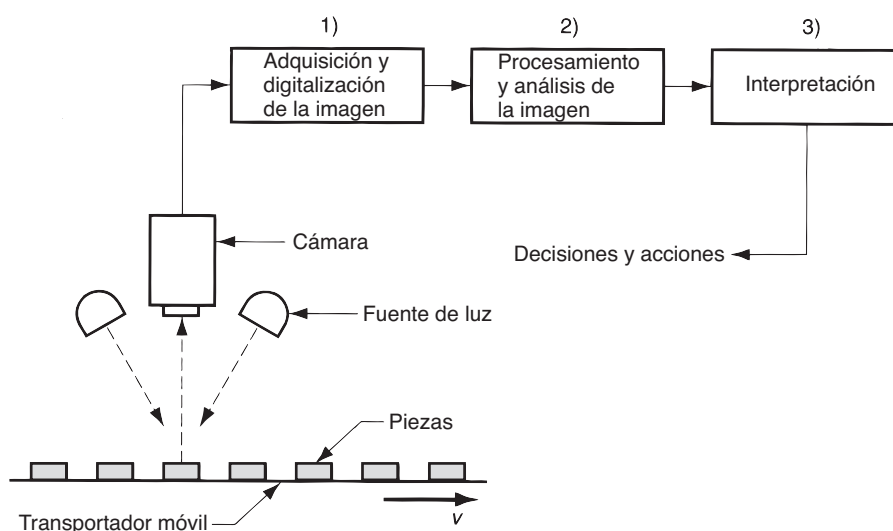 1)
Adquisición y
digitalización
de la imagen
2)
Procesamiento
y análisis de
la imagen
3)
Interpretación
Cámara
Decisiones y acciones
Fuente de luz
Piezas
Transportador móvil
v